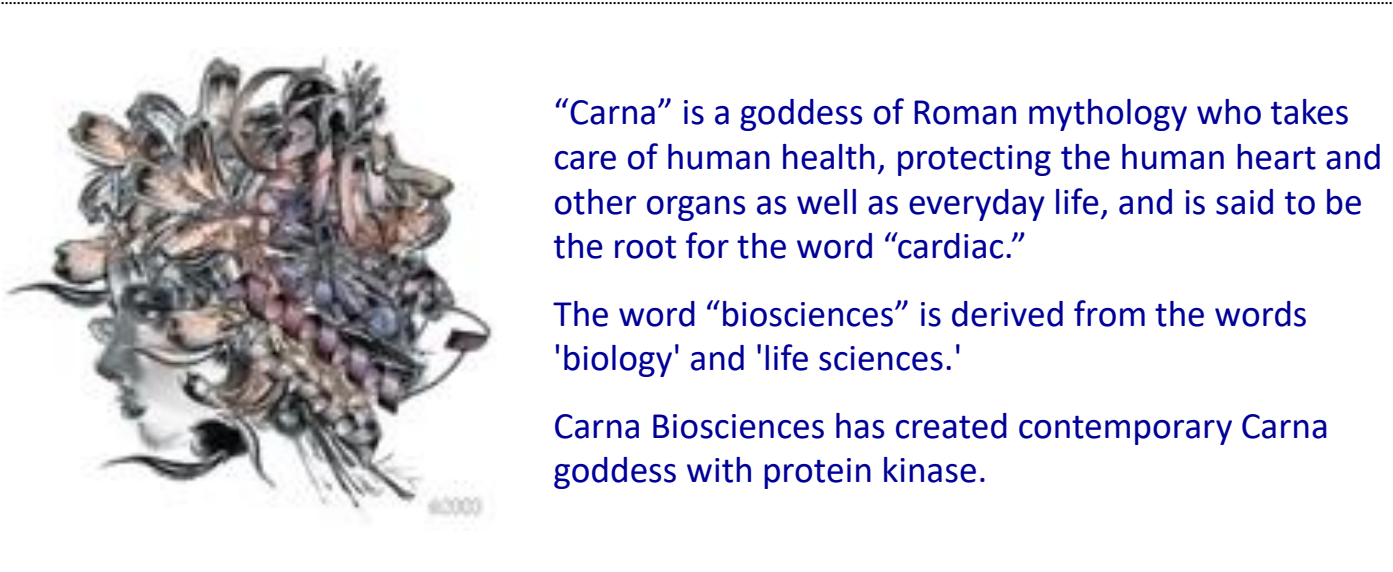 “Carna” is a goddess of Roman mythology who takes
care of human health, protecting the human heart and
other organs as well as everyday life, and is said to be
the root for the word “cardiac.”
The word “biosciences” is derived from the words
'biology' and 'life sciences.'
Carna Biosciences has created contemporary Carna
goddess with protein kinase.